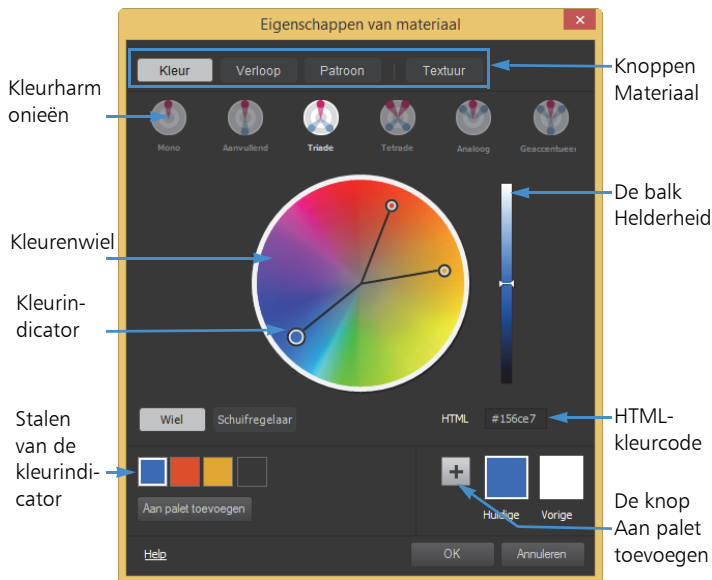 Eigenschappen van materiaal
Kleur Verloop Patroon Textuur
Knoppen
Materiaal
Kleurharm
onieën
Mono Aanvullend Triade Tetrade Analoog Geaccentueer
De balk
Helderheid
Kleurenwiel
Kleurin-
dicator
Wiel Schuifregelaar HTML #156ce7
HTML-
kleurcode
Stalen
van de
kleurindi-
cator
Aan palet toevoegen
Huidige Vorige
De knop
Aan palet
toevoegen
Help OK Annuleren